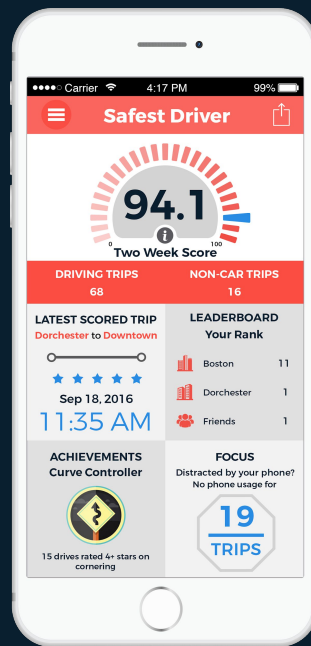 Carrier 4:17 PM 99%
Safest Driver
94.1
i
0 100
Two Week Score
DRIVING TRIPS NON-CAR TRIPS
68 16
LATEST SCORED TRIP
Dorchester to Downtown
Sep 18, 2016
11:35 AM
LEADERBOARD
Your Rank
Boston 11
Dorchester 1
Friends 1
ACHIEVEMENTS
Curve Controller
15 drives rated 4+ stars on
cornering
FOCUS
Distracted by your phone?
No phone usage for
19
TRIPS